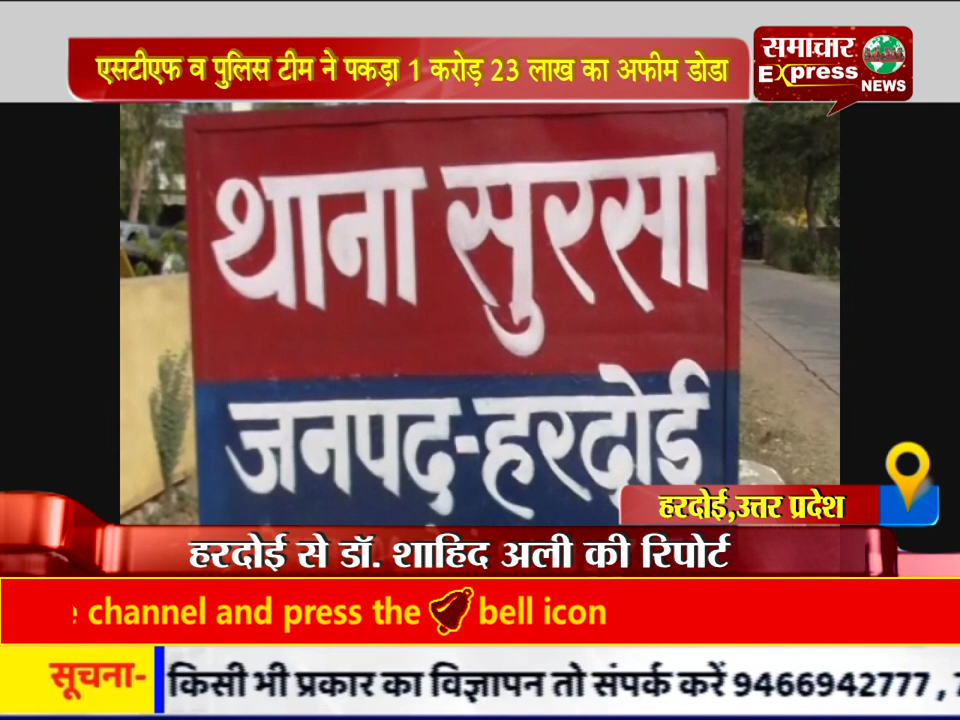 एसटीएफ व पुलिस टीम ने पकड़ा 1 करोड़ 23 लाख का अफीम डोडा
समाचार
Express
NEWS
थाना सुरसा
जनपद-हरदोई
हरदोई,उत्तर प्रदेश
हरदोई से डॉ. शाहिद अली की रिपोर्ट
channel and press the bell icon
सूचना- किसी भी प्रकार का विज्ञापन तो संपर्क करें 9466942777 ,